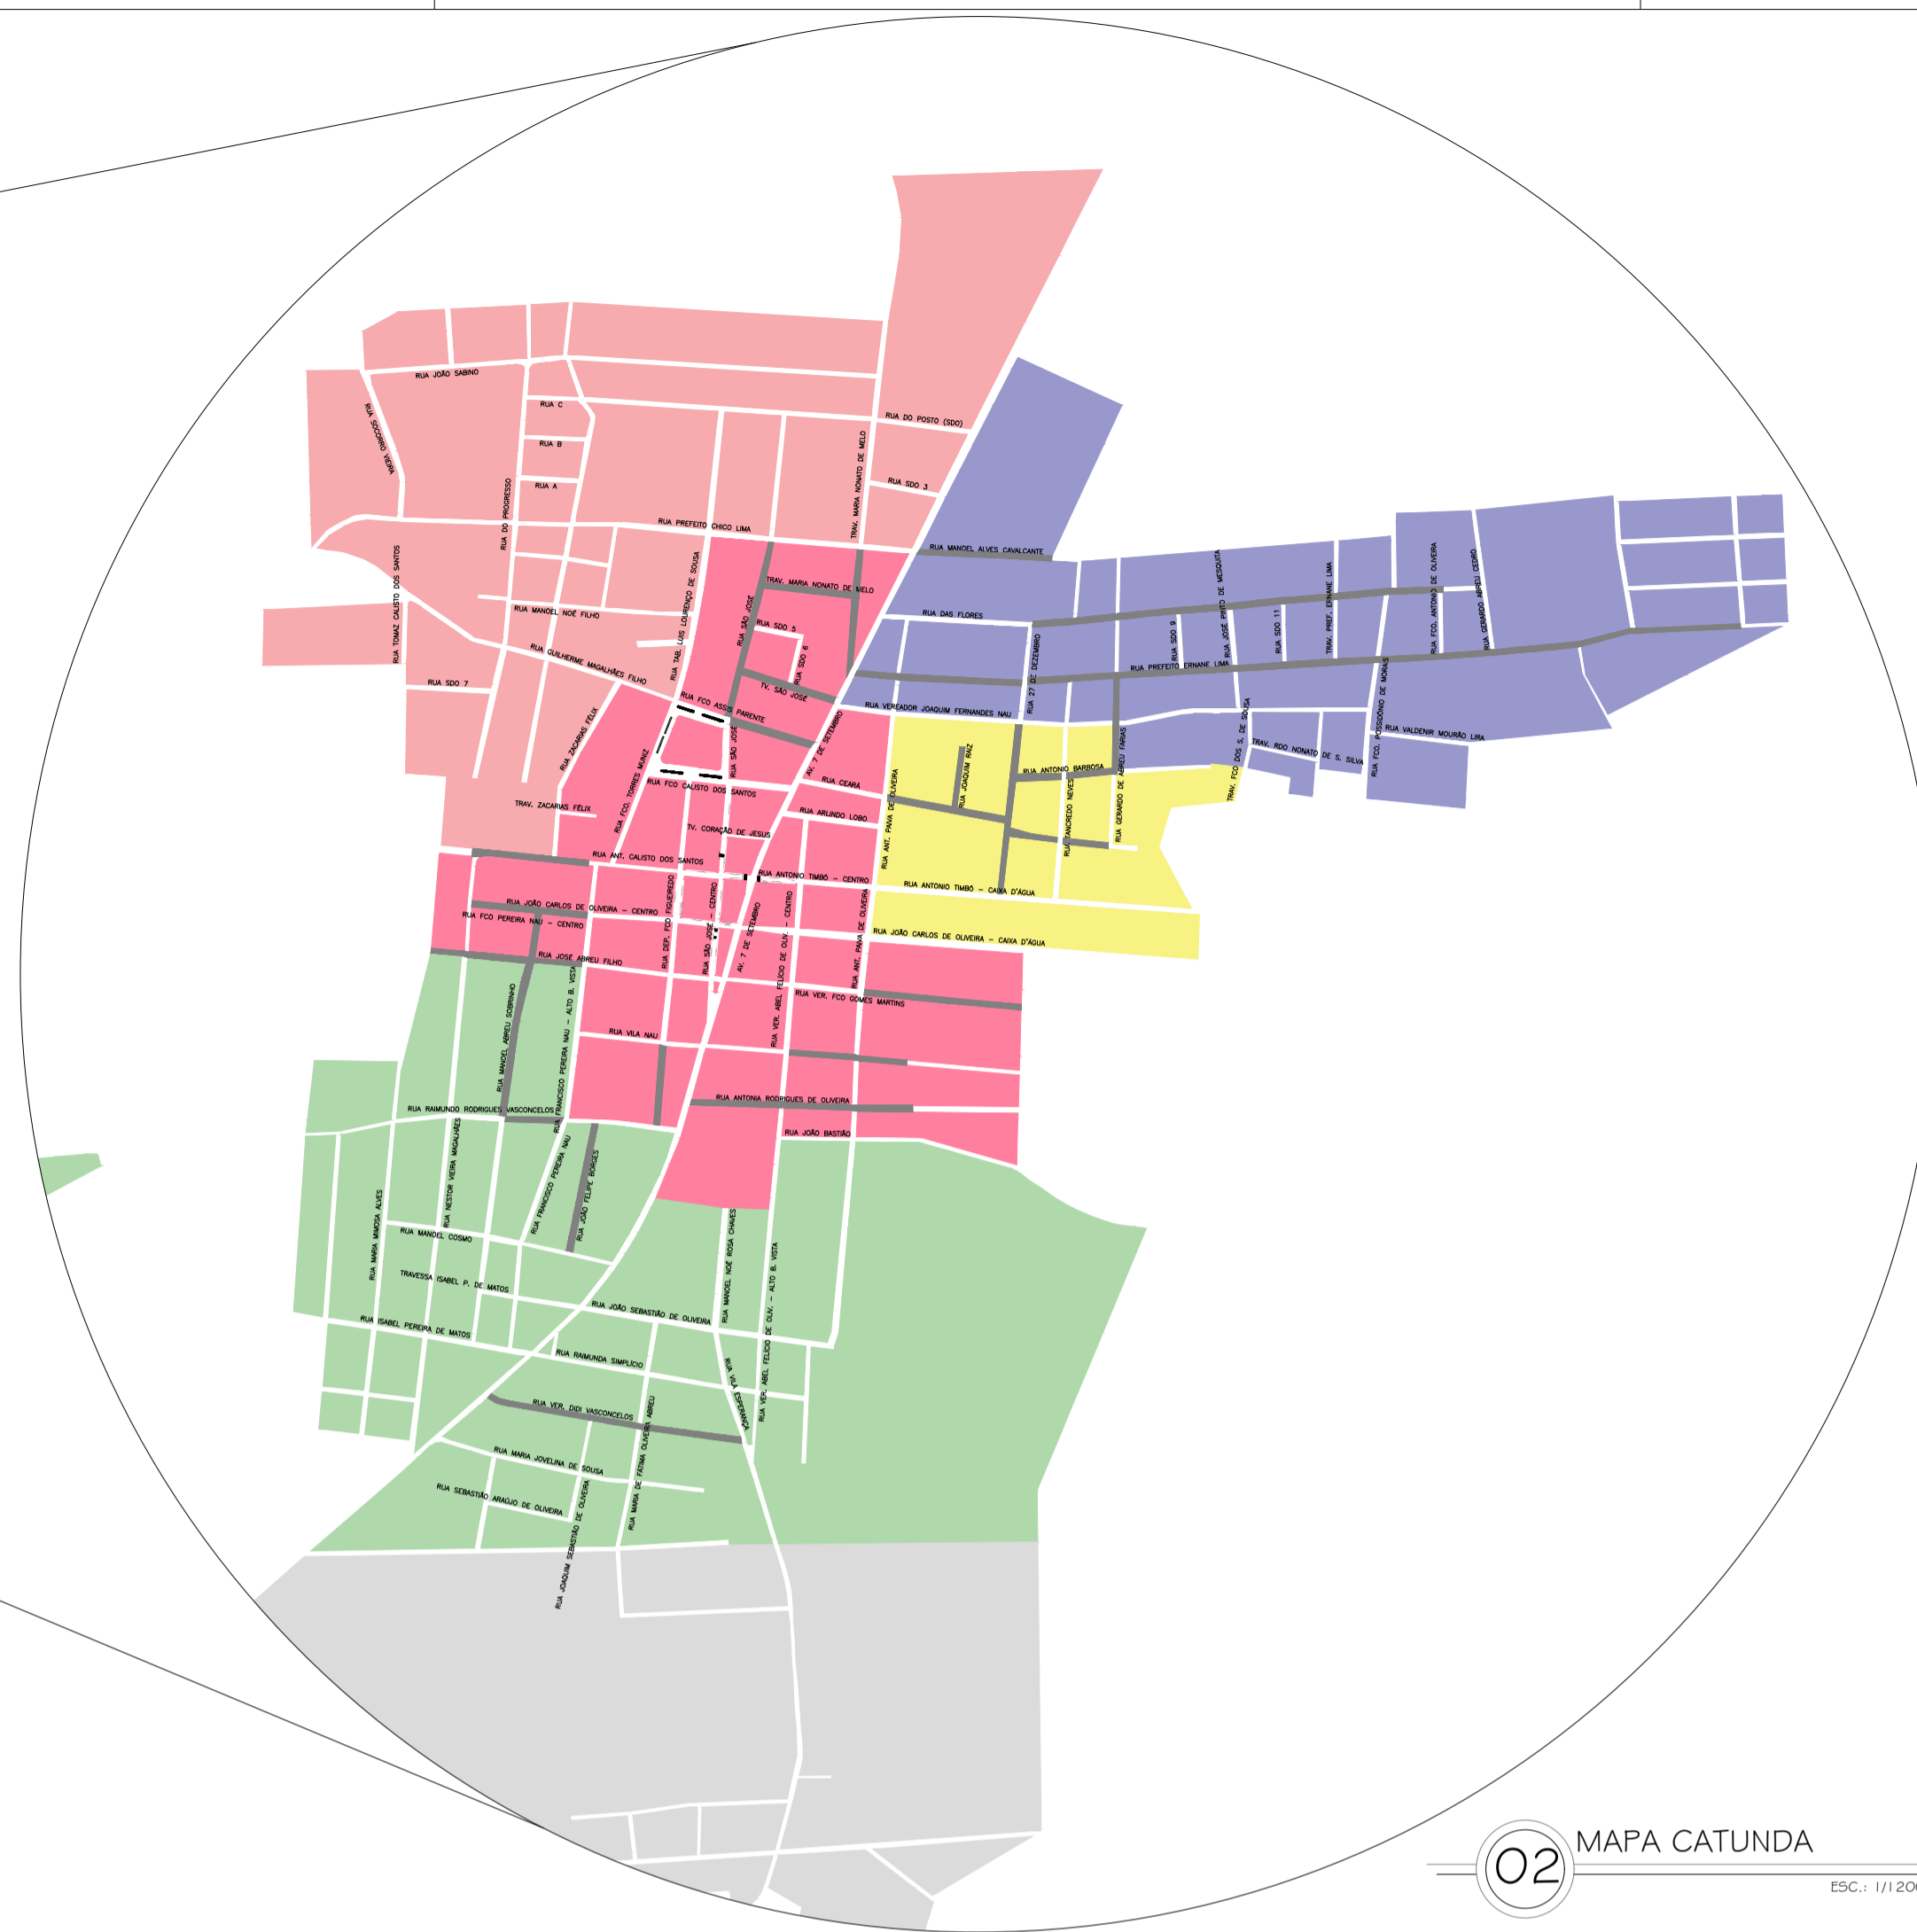 RUA JOÃO SABINO
RUA SOCORRO VIEIRA
RUA C
RUA B
RUA A
RUA DO PROGRESSO
RUA DO POSTO (SDO)
RUA SDO 3
TRAV. MARIA NONATO DE MELO
RUA PREFEITO CHICO LIMA
RUA TOMAZ CALISTO DOS SANTOS
RUA MANOEL NOÉ FILHO
RUA TAB. LUIS LOURENÇO DE SOUSA
RUA GUILHERME MAGALHÃES FILHO
RUA SDO 7
RUA ZACARIAS FÉLIX
TRAV. ZACARIAS FÉLIX
TRAV. MARIA NONATO DE MELO
RUA SÃO JOSÉ
RUA SDO 5
RUA SDO 6
TV. SÃO JOSÉ
RUA FCO ASSIS PARENTE
RUA FCO. TORRES MUNIZ
RUA SÃO JOSÉ
AV. 7 DE SETEMBRO
RUA FCO CALISTO DOS SANTOS
RUA CEARÁ
RUA ARLINDO LOBO
TV. CORAÇÃO DE JESUS
RUA MANOEL ALVES CAVALCANTE
RUA DAS FLORES
RUA 27 DE DEZEMBRO
RUA SDO 9
RUA JOSÉ PINTO DE MESQUITA
RUA SDO 11
TRAV. PREF. ERNANE LIMA
RUA FCO. ANTONIO DE OLIVEIRA
RUA GERARDO ABREU CEDRO
RUA PREFEITO ERNANE LIMA
RUA VEREADOR JOAQUIM FERNANDES NAU
RUA FCO. POSSIDÔNIO DE MORAIS
RUA VALDENIR MOURÃO LIRA
TRAV. RDO NONATO DE S. SILVA
TRAV. FCO DOS S. DE SOUSA
RUA JOAQUIM RAIZ
RUA ANTONIO BARBOSA
RUA GERARDO DE ABREU FARIAS
RUA TANCREDO NEVES
RUA ANT. PAIVA DE OLIVEIRA
RUA ANT. CALISTO DOS SANTOS
RUA ANTONIO TIMBÓ - CENTRO
RUA ANTONIO TIMBÓ - CAIXA D'ÁGUA
RUA JOÃO CARLOS DE OLIVEIRA - CENTRO
RUA FCO PEREIRA NAU - CENTRO
RUA JOÃO CARLOS DE OLIVEIRA - CAIXA D'ÁGUA
RUA DEP. FCO FIGUEIREDO
RUA SÃO JOSÉ - CENTRO
AV. 7 DE SETEMBRO
RUA VER. ABEL FELÍCIO DE OLIV. - CENTRO
RUA ANT. PAIVA DE OLIVEIRA
RUA JOSÉ ABREU FILHO
RUA VER. FCO GOMES MARTINS
RUA MANOEL ABREU SOBRINHO
RUA FRANCISCO PEREIRA NAU - ALTO B. VISTA
RUA VILA NAU
RUA ANTONIA RODRIGUES DE OLIVEIRA
RUA RAIMUNDO RODRIGUES VASCONCELOS
RUA JOÃO BASTIÃO
RUA NESTOR VIEIRA MAGALHÃES
RUA FRANCISCO PEREIRA NAU
RUA JOÃO FELIPE BORGES
RUA MARIA MIMOSA ALVES
RUA MANOEL COSMO
RUA MANOEL NOÉ ROSA CHAVES
RUA VER. ABEL FELÍCIO DE OLIV. - ALTO B. VISTA
TRAVESSA ISABEL P. DE MATOS
RUA JOÃO SEBASTIÃO DE OLIVEIRA
RUA ISABEL PEREIRA DE MATOS
RUA RAIMUNDA SIMPLÍCIO
RUA VILA ESPERANÇA
RUA VER. DIDI VASCONCELOS
RUA MARIA DE FÁTIMA OLIVEIRA ABREU
RUA MARIA JOVELINA DE SOUSA
RUA SEBASTIÃO ARAÚJO DE OLIVEIRA
RUA JOAQUIM SEBASTIÃO DE OLIVEIRA
02
MAPA CATUNDA
ESC.: